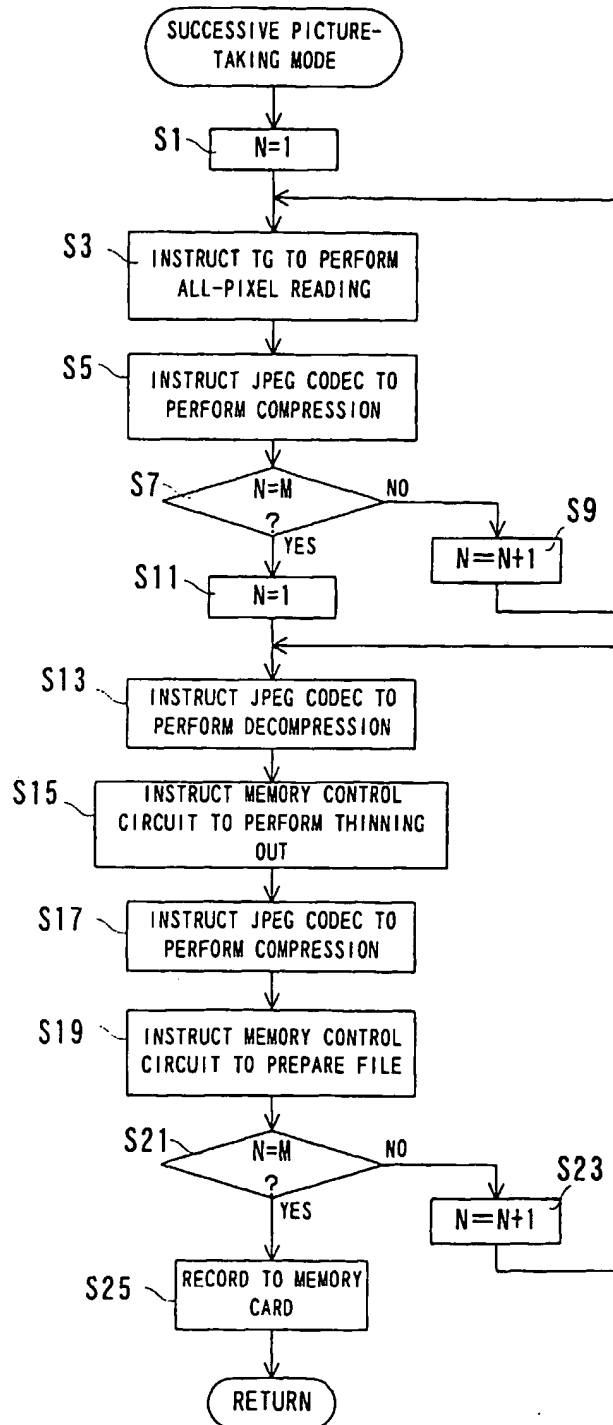 SUCCESSIVE PICTURE-
TAKING MODE
S1
N=1
S3
INSTRUCT TG TO PERFORM
ALL-PIXEL READING
S5
INSTRUCT JPEG CODEC TO
PERFORM COMPRESSION
S7
N=M
?
NO
YES
S9
N=N+1
S11
N=1
S13
INSTRUCT JPEG CODEC TO
PERFORM DECOMPRESSION
S15
INSTRUCT MEMORY CONTROL
CIRCUIT TO PERFORM THINNING
OUT
S17
INSTRUCT JPEG CODEC TO
PERFORM COMPRESSION
S19
INSTRUCT MEMORY CONTROL
CIRCUIT TO PREPARE FILE
S21
N=M
?
NO
YES
S23
N=N+1
S25
RECORD TO MEMORY
CARD
RETURN